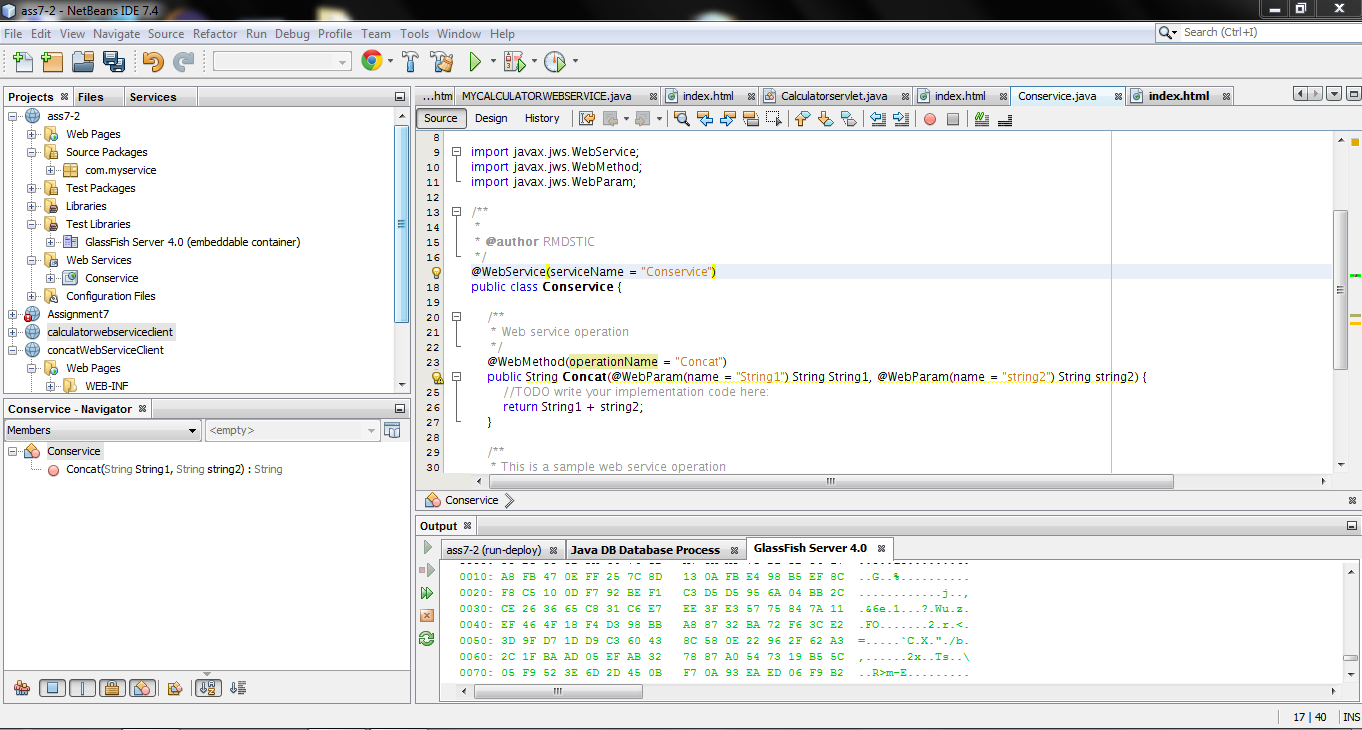 ass7-2 - NetBeans IDE 7.4
File Edit View Navigate Source Refactor Run Debug Profile Team Tools Window Help
Search (Ctrl+I)
Projects Files Services
ass7-2
Web Pages
Source Packages
com.myservice
Test Packages
Libraries
Test Libraries
GlassFish Server 4.0 (embeddable container)
Web Services
Conservice
Configuration Files
Assignment7
calculatorwebserviceclient
concatWebServiceClient
Web Pages
WEB-INF
Conservice - Navigator
Members <empty>
Conservice
Concat(String String1, String string2) : String
...htm MYCALCULATORWEBSERVICE.java index.html Calculatorservlet.java index.html Conservice.java index.html
Source Design History
8
9 import javax.jws.WebService;
10 import javax.jws.WebMethod;
11 import javax.jws.WebParam;
12
13 /**
14 *
15 * @author RMDSTIC
16 */
@WebService(serviceName = "Conservice")
18 public class Conservice {
19
20 /**
21 * Web service operation
22 */
23 @WebMethod(operationName = "Concat")
public String Concat(@WebParam(name = "String1") String String1, @WebParam(name = "string2") String string2) {
25 //TODO write your implementation code here:
26 return String1 + string2;
27 }
28
29 /**
30 * This is a sample web service operation
Conservice
Output
ass7-2 (run-deploy) Java DB Database Process GlassFish Server 4.0
0010: A8 FB 47 0E FF 25 7C 8D 13 0A FB E4 98 B5 EF 8C ..G..%..........
0020: F8 C5 10 0D F7 92 BE F1 C3 D5 D5 95 6A 04 BB 2C ............j..,
0030: CE 26 36 65 C8 31 C6 E7 EE 3F E3 57 75 84 7A 11 .&6e.1...?.Wu.z.
0040: EF 46 4F 18 F4 D3 98 BB A8 87 32 BA 72 F6 3C E2 .FO.......2.r.<.
0050: 3D 9F D7 1D D9 C3 60 43 8C 58 0E 22 96 2F 62 A3 =.....`C.X."./b.
0060: 2C 1F BA AD 05 EF AB 32 78 87 A0 54 73 19 B5 5C ,......2x..Ts..\
0070: 05 F9 52 3E 6D 2D 45 0B F7 0A 93 EA ED 06 F9 B2 ..R>m-E.........
17 | 40 INS